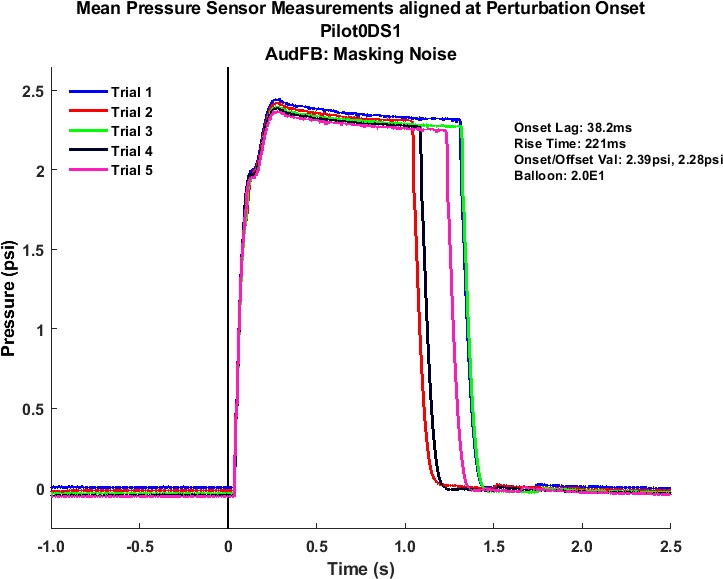 Mean Pressure Sensor Measurements aligned at Perturbation Onset
Pilot0DS1
AudFB: Masking Noise
2.5
Trial 1
Trial 2
Trial 3
Trial 4
Trial 5
Onset Lag: 38.2ms
Rise Time: 221ms
Onset/Offset Val: 2.39psi, 2.28psi
Balloon: 2.0E1
2
1.5
1
0.5
0
Pressure (psi)
-1.0 -0.5 0 0.5 1.0 1.5 2.0 2.5
Time (s)